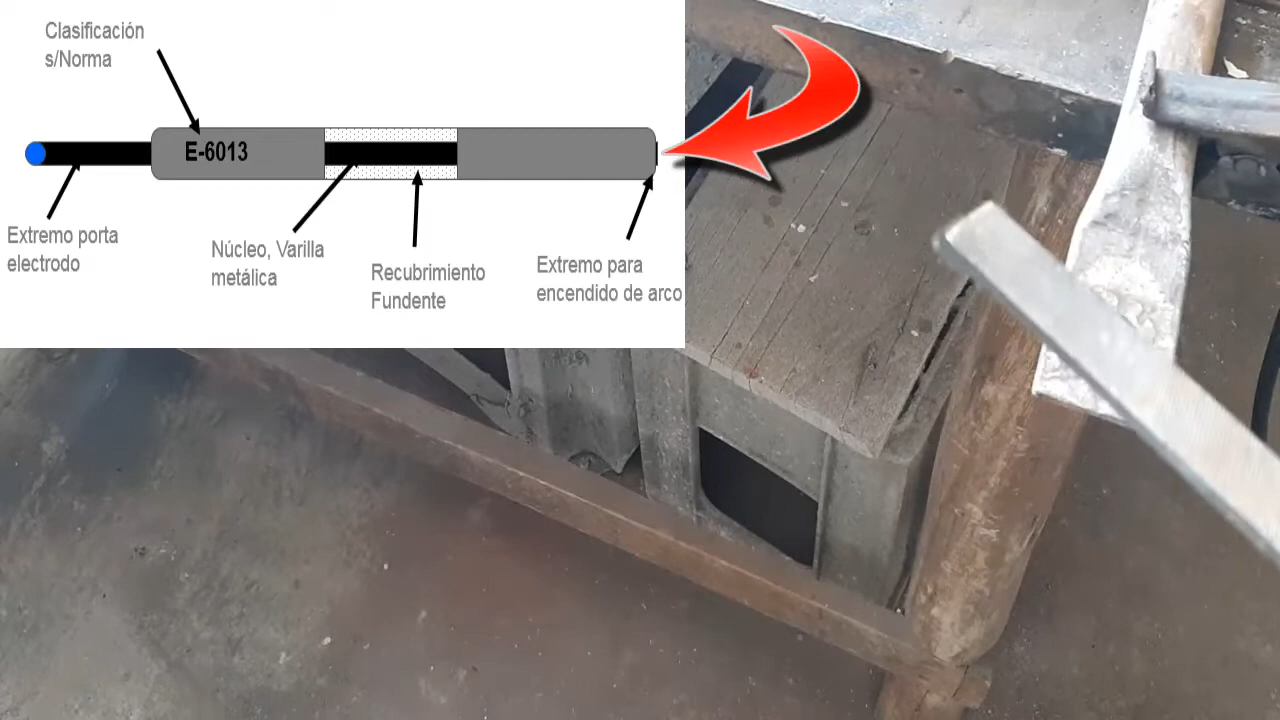 Clasificación
s/Norma
E-6013
Extremo porta
electrodo
Núcleo, Varilla
metálica
Recubrimiento
Fundente
Extremo para
encendido de arco